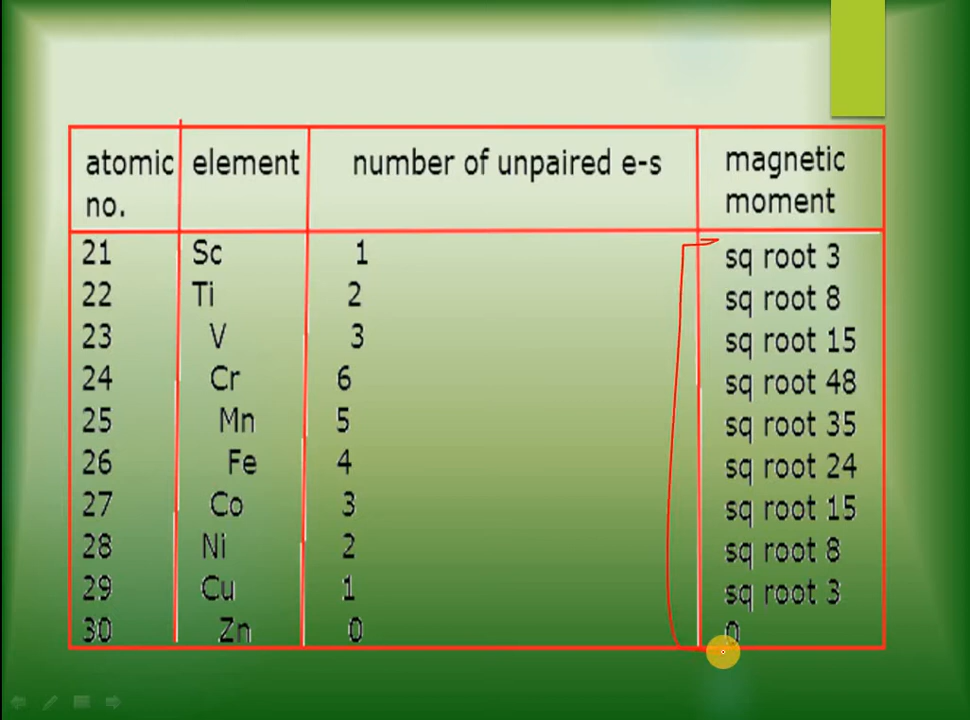 atomic no. element number of unpaired e-s magnetic moment
21 Sc 1 sq root 3
22 Ti 2 sq root 8
23 V 3 sq root 15
24 Cr 6 sq root 48
25 Mn 5 sq root 35
26 Fe 4 sq root 24
27 Co 3 sq root 15
28 Ni 2 sq root 8
29 Cu 1 sq root 3
30 Zn 0 0